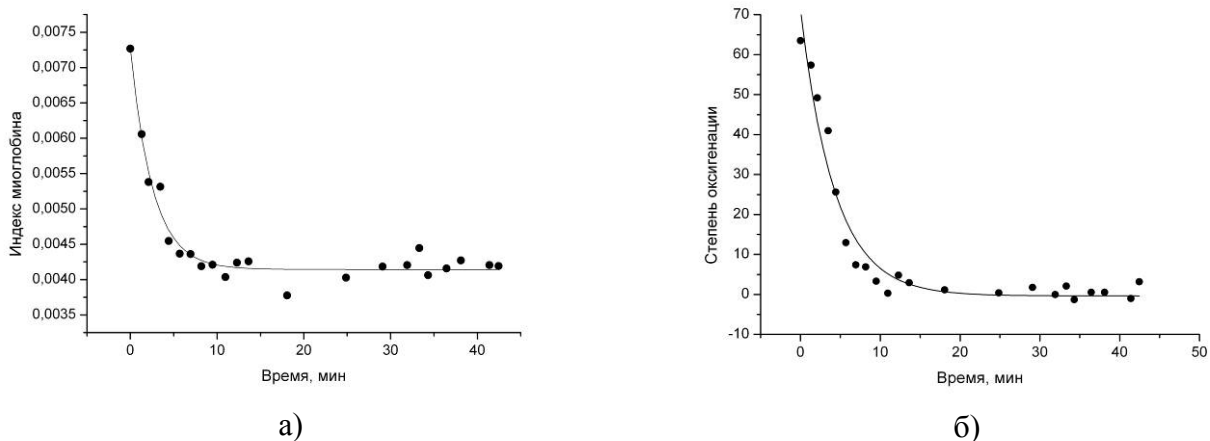 0,0075
0,0070
0,0065
0,0060
0,0055
0,0050
0,0045
0,0040
0,0035
Индекс миоглобина
0 10 20 30 40
Время, мин
а)
70
60
50
40
30
20
10
0
-10
Степень оксигенации
0 10 20 30 40 50
Время, мин
б)